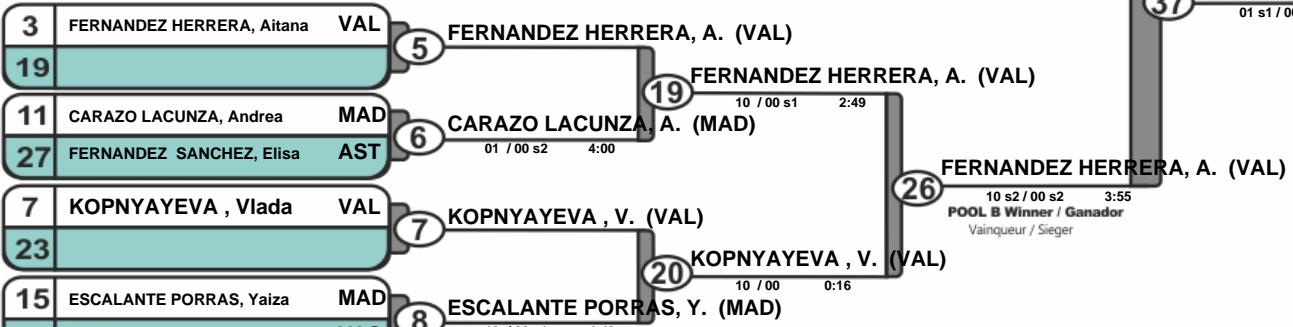 37
01 s1 /
3 FERNANDEZ HERRERA, Aitana VAL
19
5
FERNANDEZ HERRERA, A. (VAL)
11 CARAZO LACUNZA, Andrea MAD
27 FERNANDEZ SANCHEZ, Elisa AST
6
CARAZO LACUNZA, A. (MAD)
01 / 00 s2 4:00
19
FERNANDEZ HERRERA, A. (VAL)
10 / 00 s1 2:49
7 KOPNYAYEVA , Vlada VAL
23
7
KOPNYAYEVA , V. (VAL)
15 ESCALANTE PORRAS, Yaiza MAD
8
ESCALANTE PORRAS, Y. (MAD)
20
KOPNYAYEVA , V. (VAL)
10 / 00 0:16
26
FERNANDEZ HERRERA, A. (VAL)
10 s2 / 00 s2 3:55
POOL B Winner / Ganador
Vainqueur / Sieger